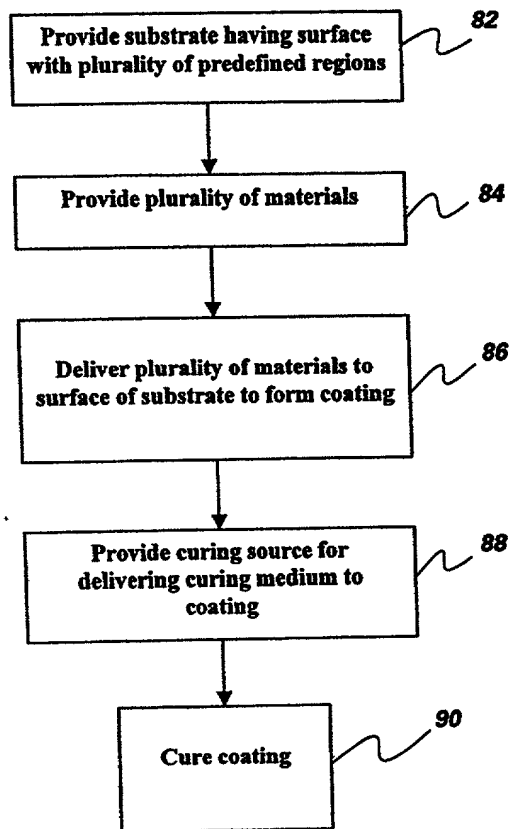 Provide substrate having surface
with plurality of predefined regions
82
Provide plurality of materials
84
Deliver plurality of materials to
surface of substrate to form coating
86
Provide curing source for
delivering curing medium to
coating
88
Cure coating
90